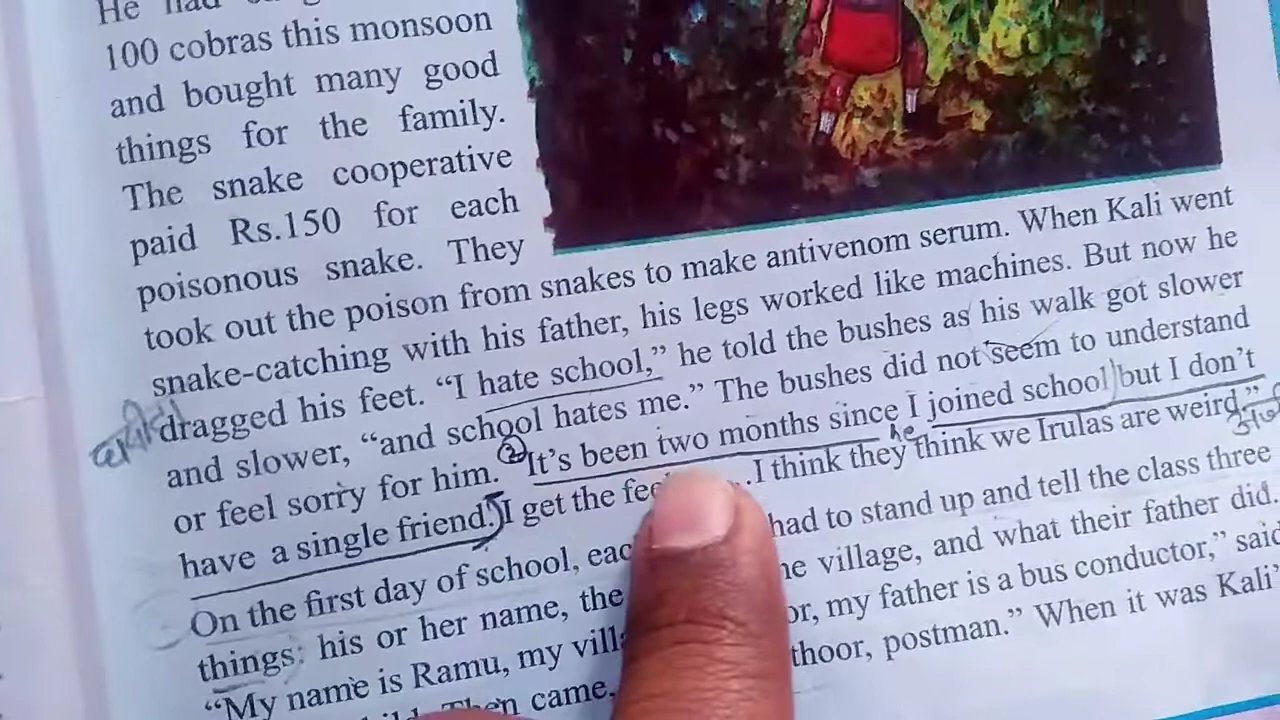 He had
100 cobras this monsoon
and bought many good
things for the family.
The snake cooperative
paid Rs.150 for each
poisonous snake. They
took out the poison from snakes to make antivenom serum. When Kali went
snake-catching with his father, his legs worked like machines. But now he
dragged his feet. “I hate school,” he told the bushes as his walk got slower
and slower, “and school hates me.” The bushes did not seem to understand
or feel sorry for him. ② It’s been two months since I joined school but I don’t
have a single friend. I get the .I think they he think we Irulas are weird.”
On the first day of school, had to stand up and tell the class three
things: his or her name, the village, and what their father did.
“My name is Ramu, my my father is a bus conductor,” said
Then came, postman.” When it was